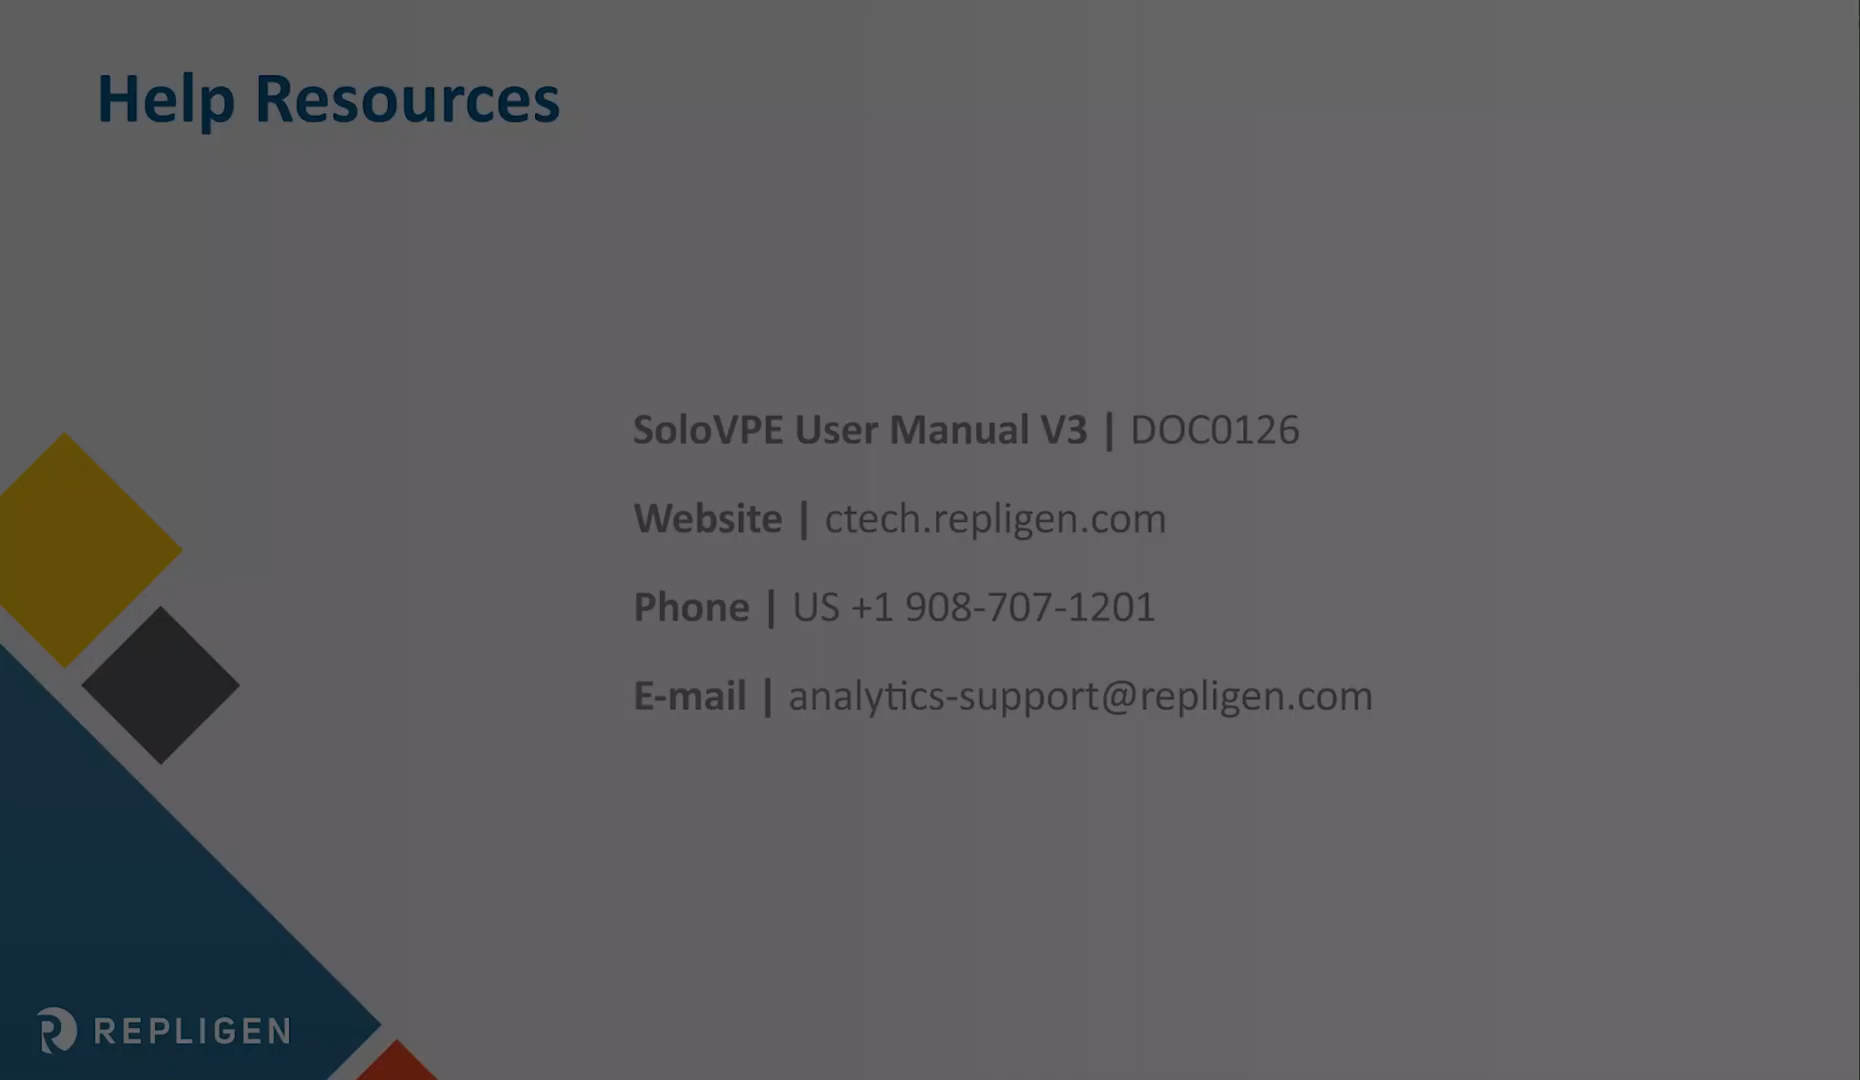 Help Resources
SoloVPE User Manual V3 | DOC0126
Website | ctech.repligen.com
Phone | US +1 908-707-1201
E-mail | analytics-support@repligen.com
REPLIGEN